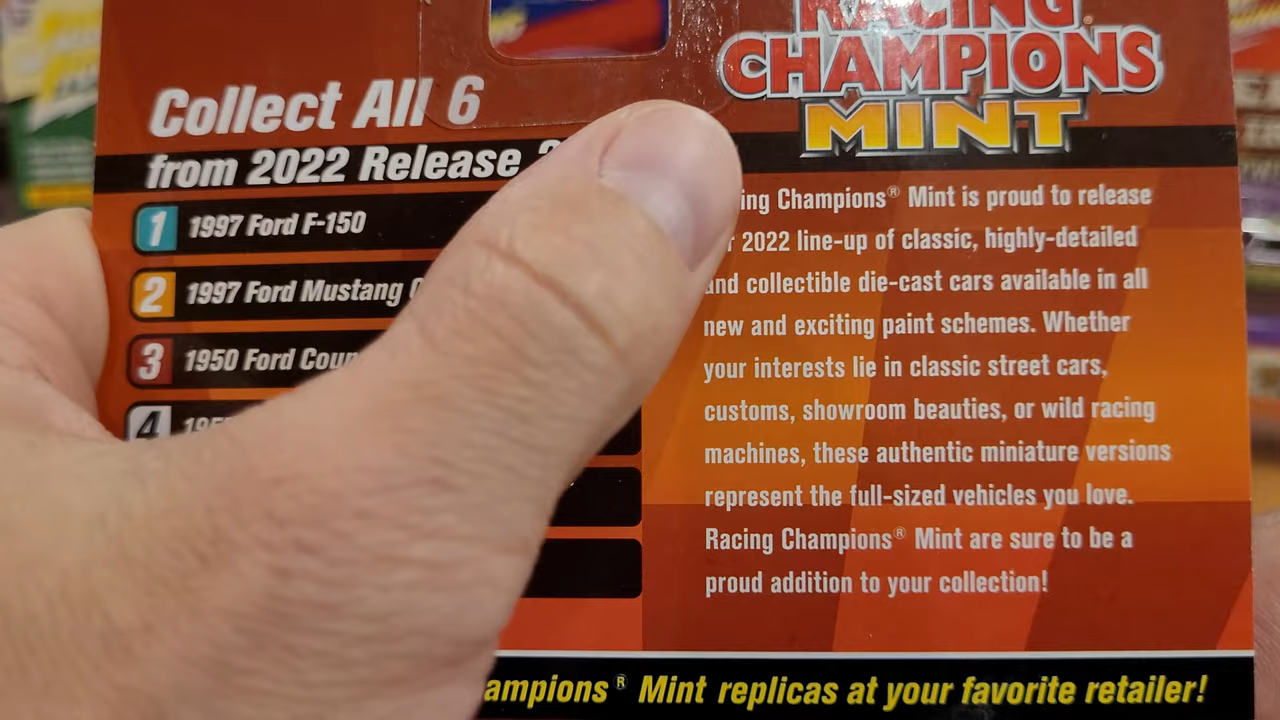 RACING
CHAMPIONS
MINT
Collect All 6
from 2022 Release
1 1997 Ford F-150
2 1997 Ford Mustang
3 1950 Ford
4
Champions® Mint is proud to release
2022 line-up of classic, highly-detailed
and collectible die-cast cars available in all
new and exciting paint schemes. Whether
your interests lie in classic street cars,
customs, showroom beauties, or wild racing
machines, these authentic miniature versions
represent the full-sized vehicles you love.
Racing Champions® Mint are sure to be a
proud addition to your collection!
ampions® Mint replicas at your favorite retailer!